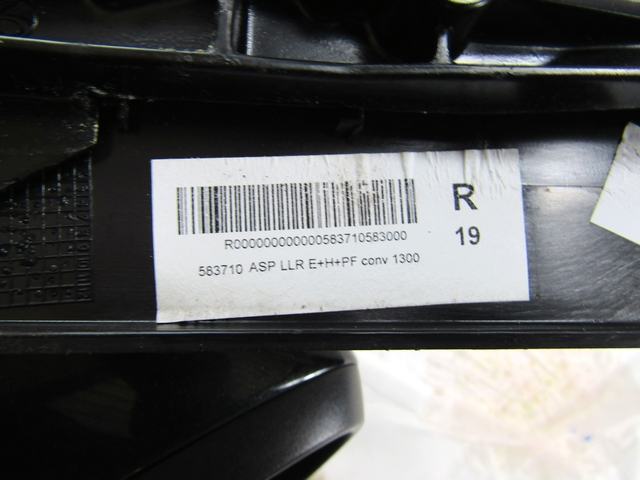 R000000000000583710583000
583710 ASP LLR E+H+PF conv 1300
R
19